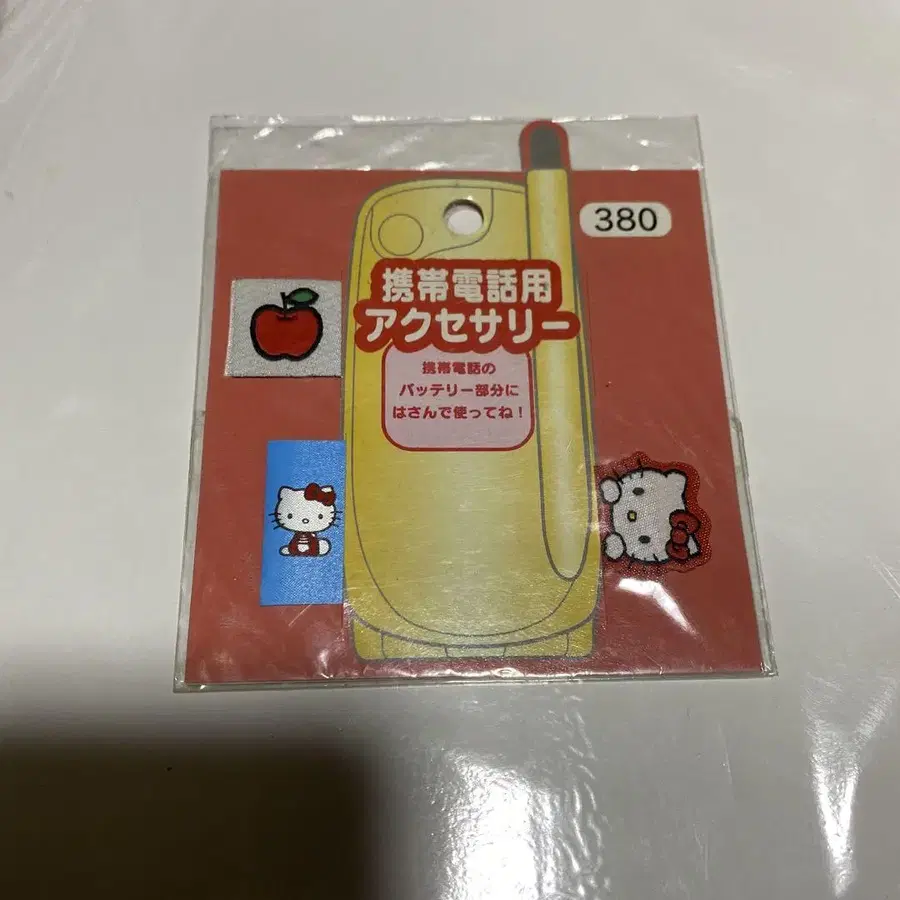 380
携帯電話用
アクセサリー
携帯電話の
バッテリー部分に
はさんで使ってね!